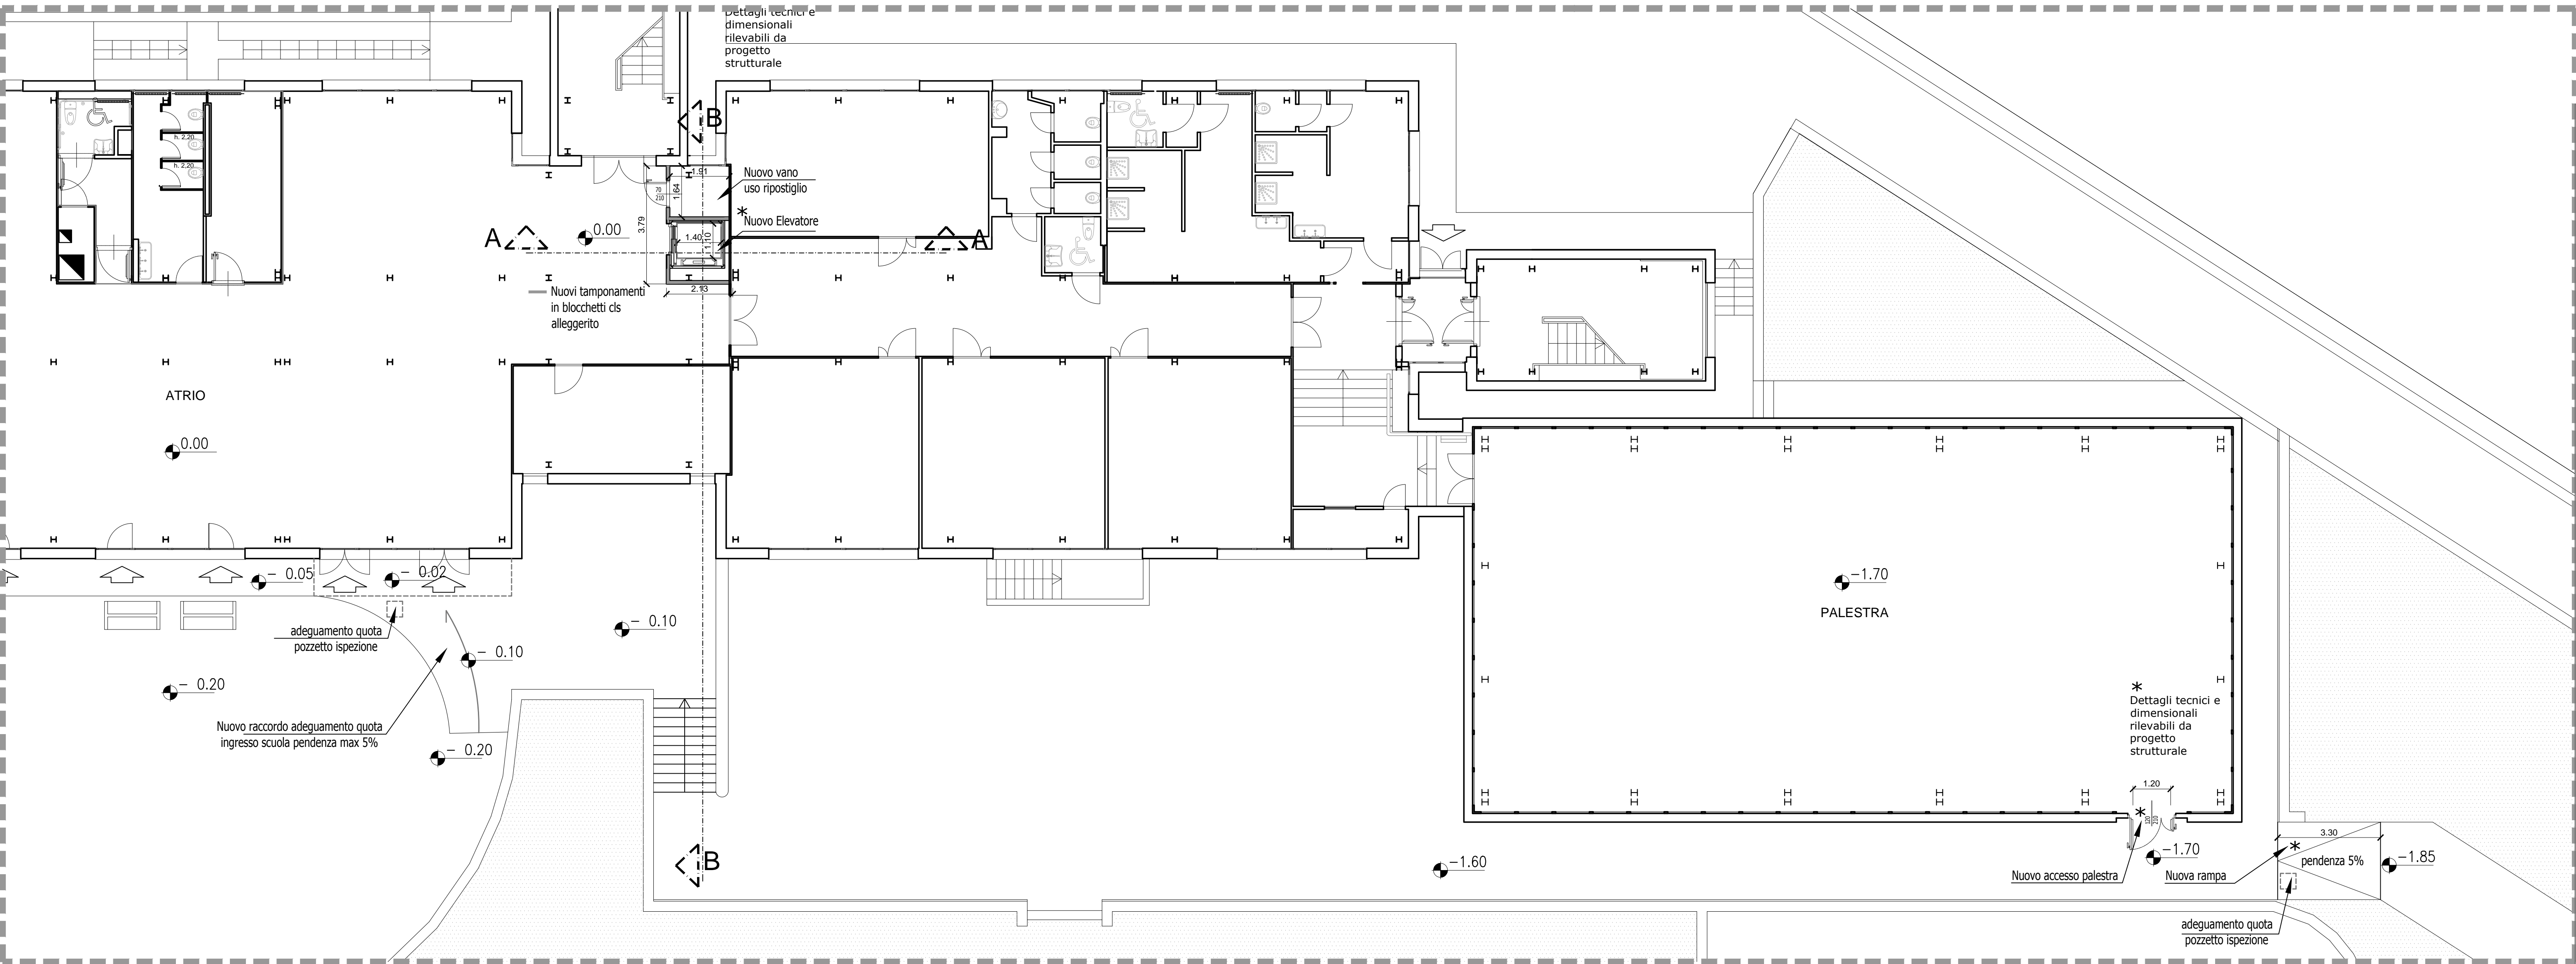 Dettagli tecnici e
dimensionali
rilevabili da
progetto
strutturale
B
h. 2.20
h. 2.20
1.91
1.64
70
210
3.79
Nuovo vano
uso ripostiglio
*
Nuovo Elevatore
1.40
1.10
2.13
A
0.00
A
Nuovi tamponamenti
in blocchetti cls
alleggerito
ATRIO
0.00
- 0.05
- 0.02
adeguamento quota
pozzetto ispezione
- 0.10
- 0.10
- 0.20
Nuovo raccordo adeguamento quota
ingresso scuola pendenza max 5%
- 0.20
B
-1.70
PALESTRA
*
Dettagli tecnici e
dimensionali
rilevabili da
progetto
strutturale
1.20
*
120
210
-1.60
Nuovo accesso palestra
-1.70
Nuova rampa
*
3.30
pendenza 5%
-1.85
adeguamento quota
pozzetto ispezione